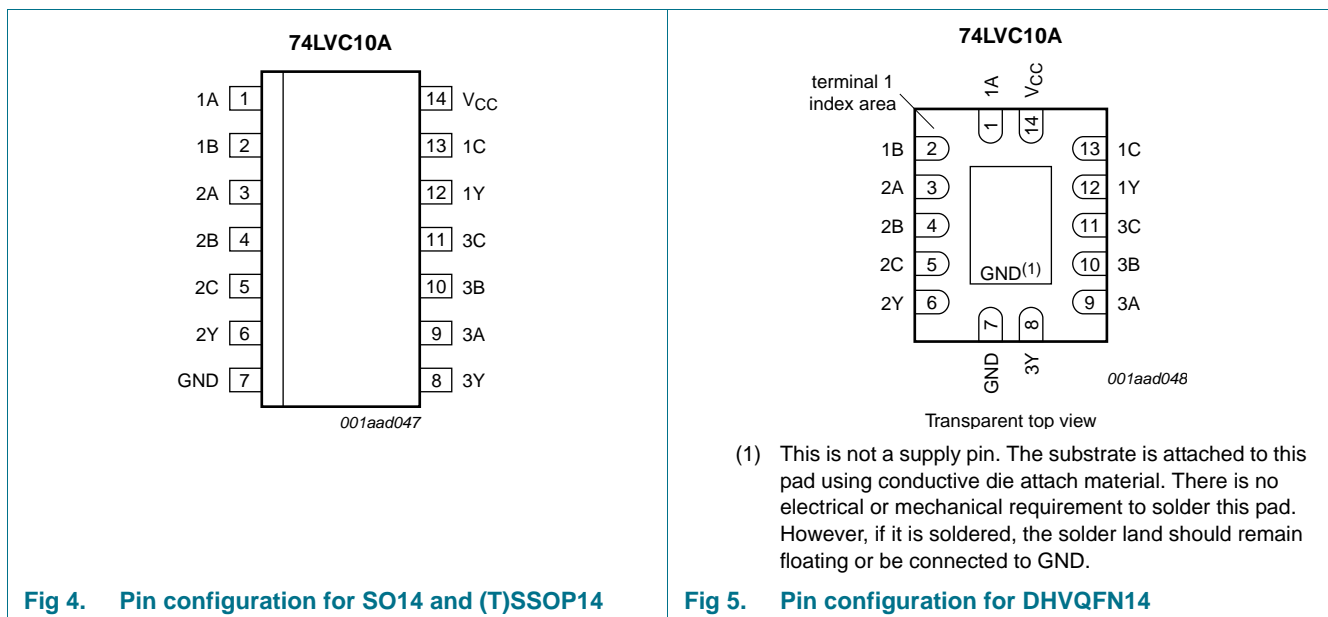 74LVC10A
1A 1 14 VCC
1B 2 13 1C
2A 3 12 1Y
2B 4 11 3C
2C 5 10 3B
2Y 6 9 3A
GND 7 8 3Y
001aad047
Fig 4. Pin configuration for SO14 and (T)SSOP14
74LVC10A
terminal 1
index area
1A VCC
1 14
1B 2 13 1C
2A 3 12 1Y
2B 4 11 3C
2C 5 10 3B
GND(1)
2Y 6 9 3A
7 8
GND 3Y
001aad048
Transparent top view
(1) This is not a supply pin. The substrate is attached to this
pad using conductive die attach material. There is no
electrical or mechanical requirement to solder this pad.
However, if it is soldered, the solder land should remain
floating or be connected to GND.
Fig 5. Pin configuration for DHVQFN14